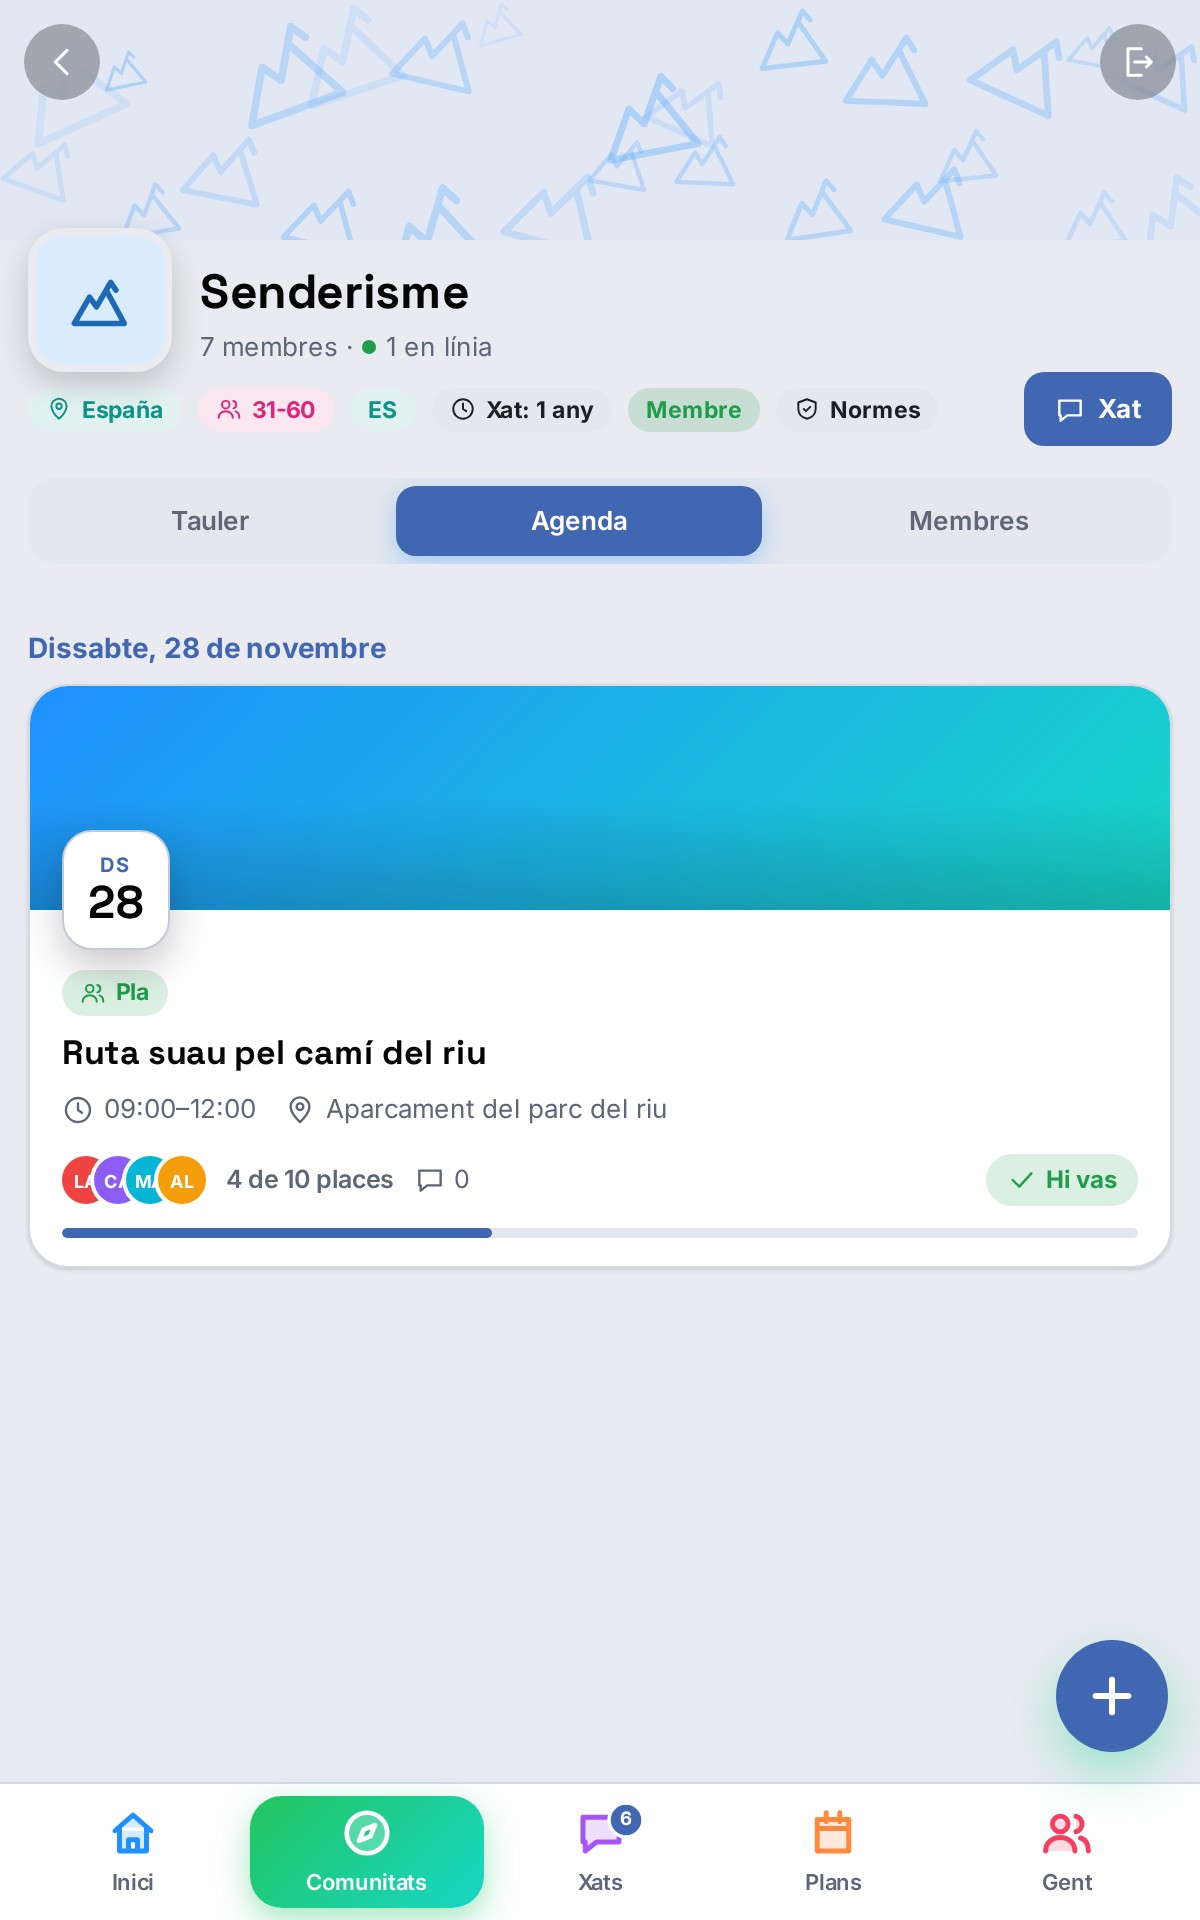 Senderisme
7 membres · 1 en línia
España 31-60 ES Xat: 1 any Membre Normes Xat
Tauler Agenda Membres
Dissabte, 28 de novembre
DS
28
Pla
Ruta suau pel camí del riu
09:00–12:00 Aparcament del parc del riu
AL 4 de 10 places 0 Hi vas
6
Inici Comunitats Xats Plans Gent